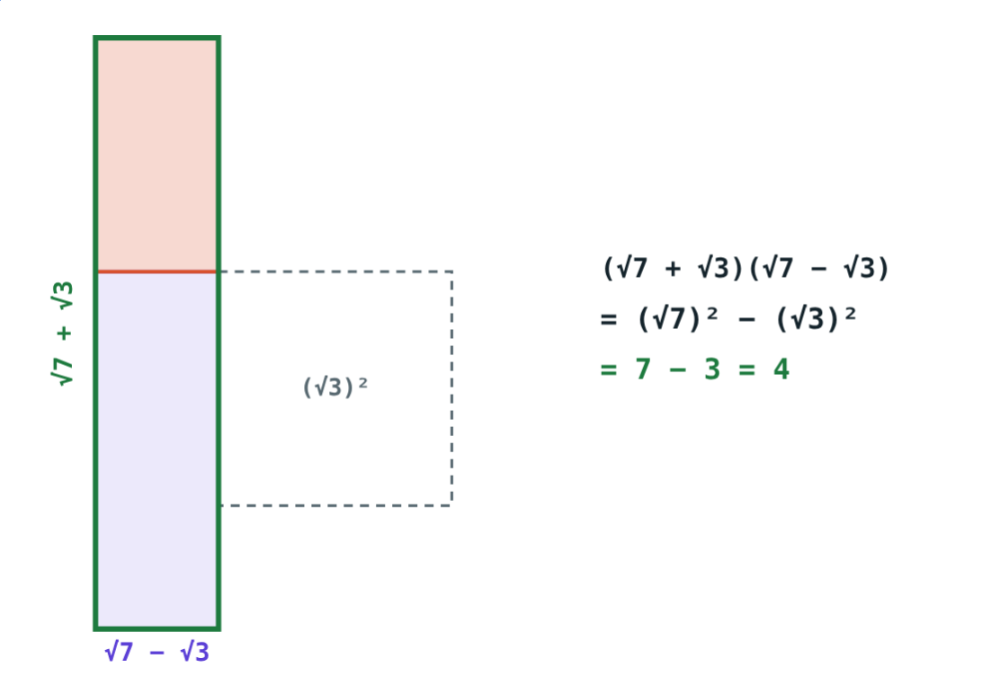 √7 + √3
(√3)²
√7 − √3
(√7 + √3)(√7 − √3)
= (√7)² − (√3)²
= 7 − 3 = 4